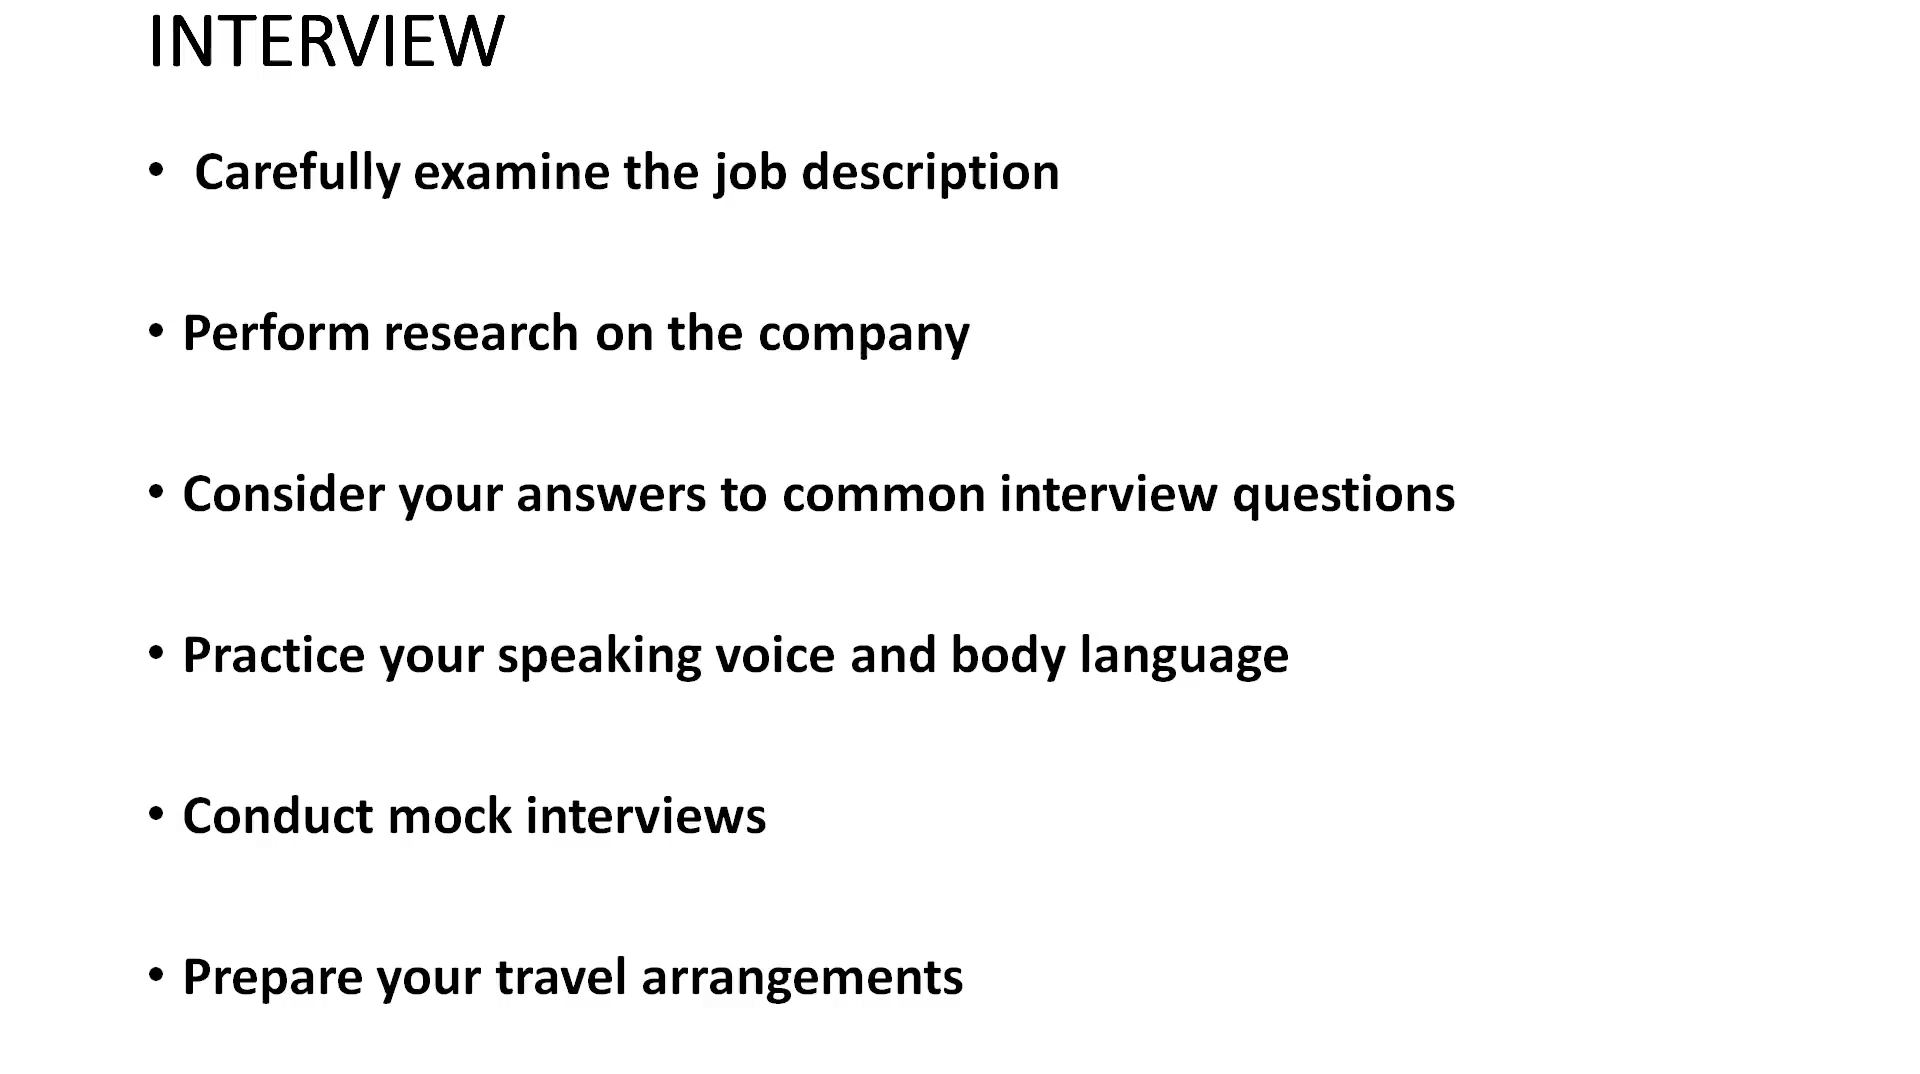 INTERVIEW
• Carefully examine the job description
• Perform research on the company
• Consider your answers to common interview questions
• Practice your speaking voice and body language
• Conduct mock interviews
• Prepare your travel arrangements